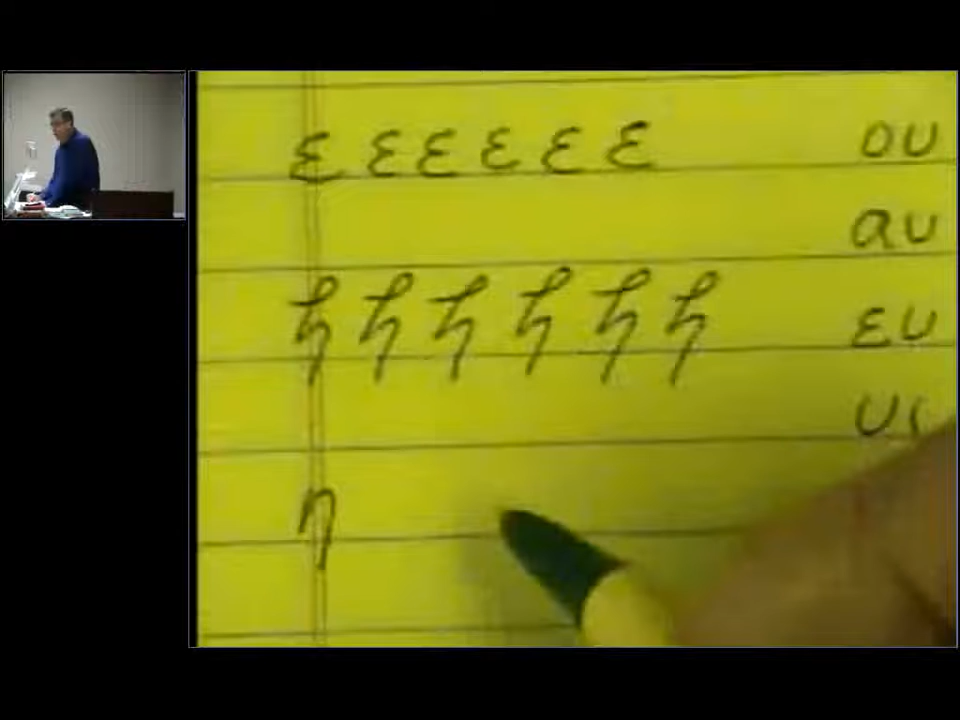 ε ε ε ε ε ε ου
αυ
ζ ζ ζ ζ ζ ζ ευ
υι
η